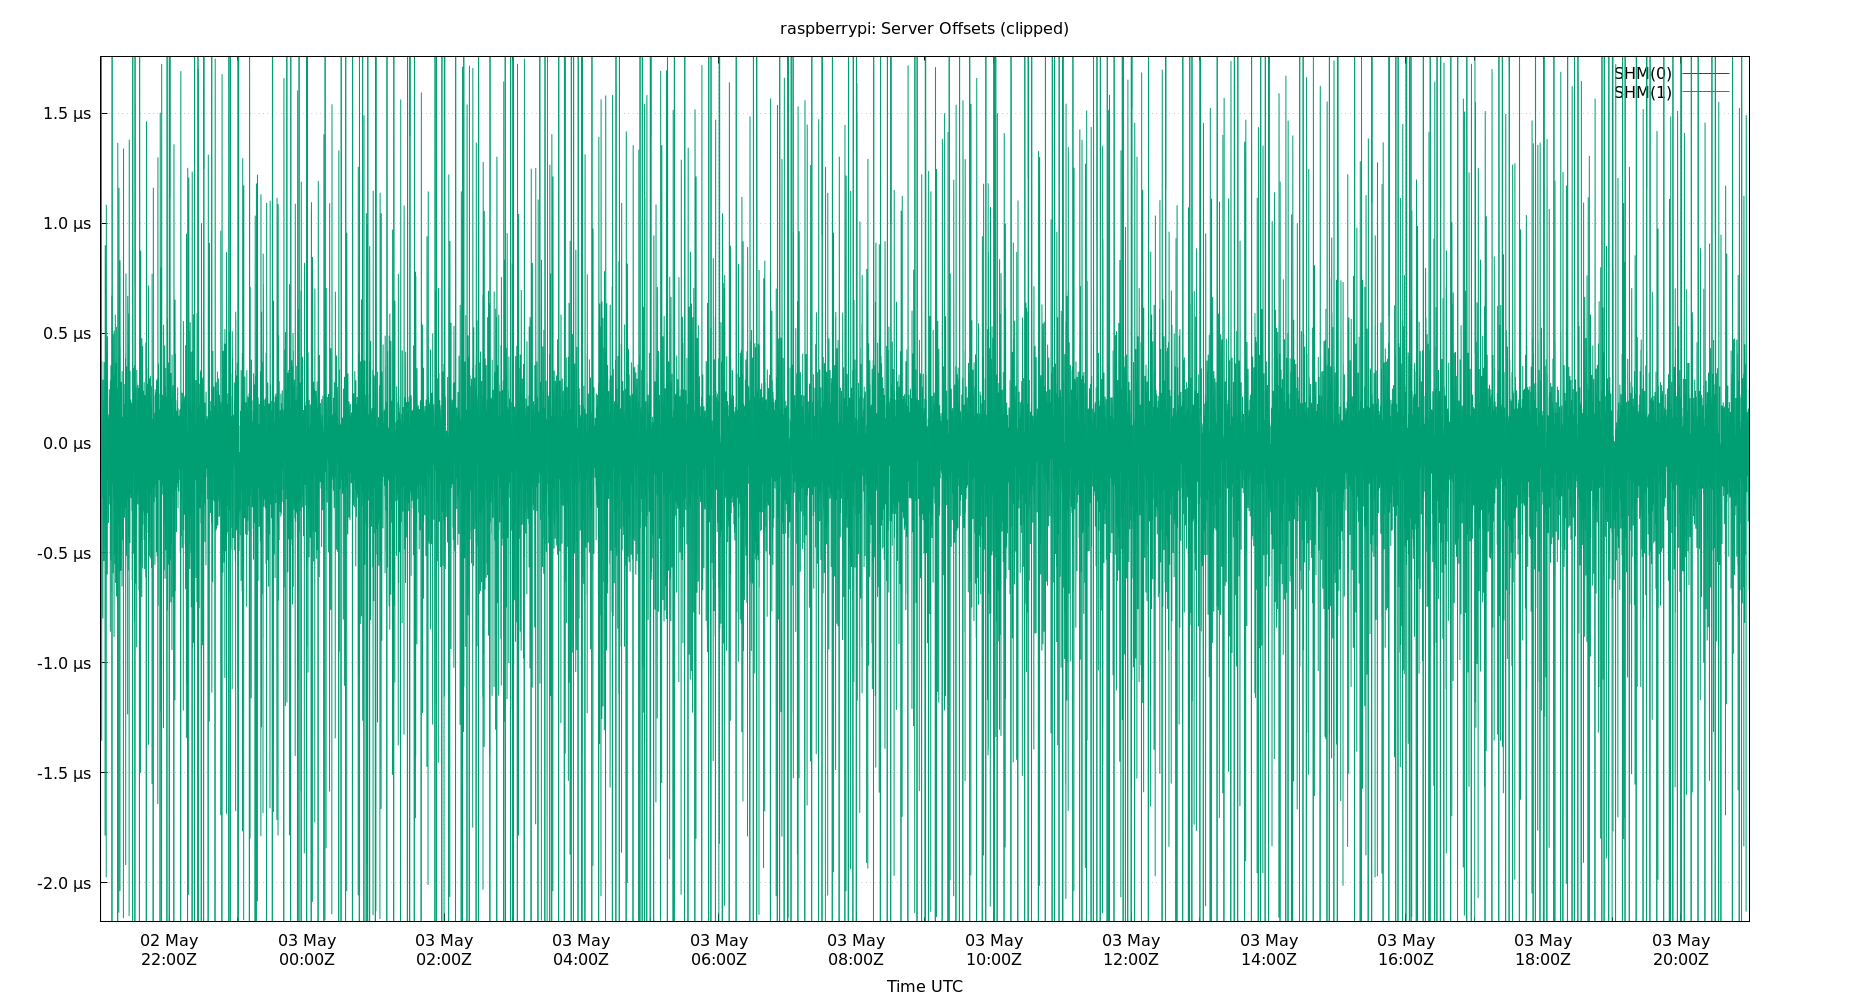 raspberrypi: Server Offsets (clipped)
SHM(0)
SHM(1)
1.5 µs
1.0 µs
0.5 µs
0.0 µs
-0.5 µs
-1.0 µs
-1.5 µs
-2.0 µs
02 May 03 May 03 May 03 May 03 May 03 May 03 May 03 May 03 May 03 May 03 May 03 May
22:00Z 00:00Z 02:00Z 04:00Z 06:00Z 08:00Z 10:00Z 12:00Z 14:00Z 16:00Z 18:00Z 20:00Z
Time UTC